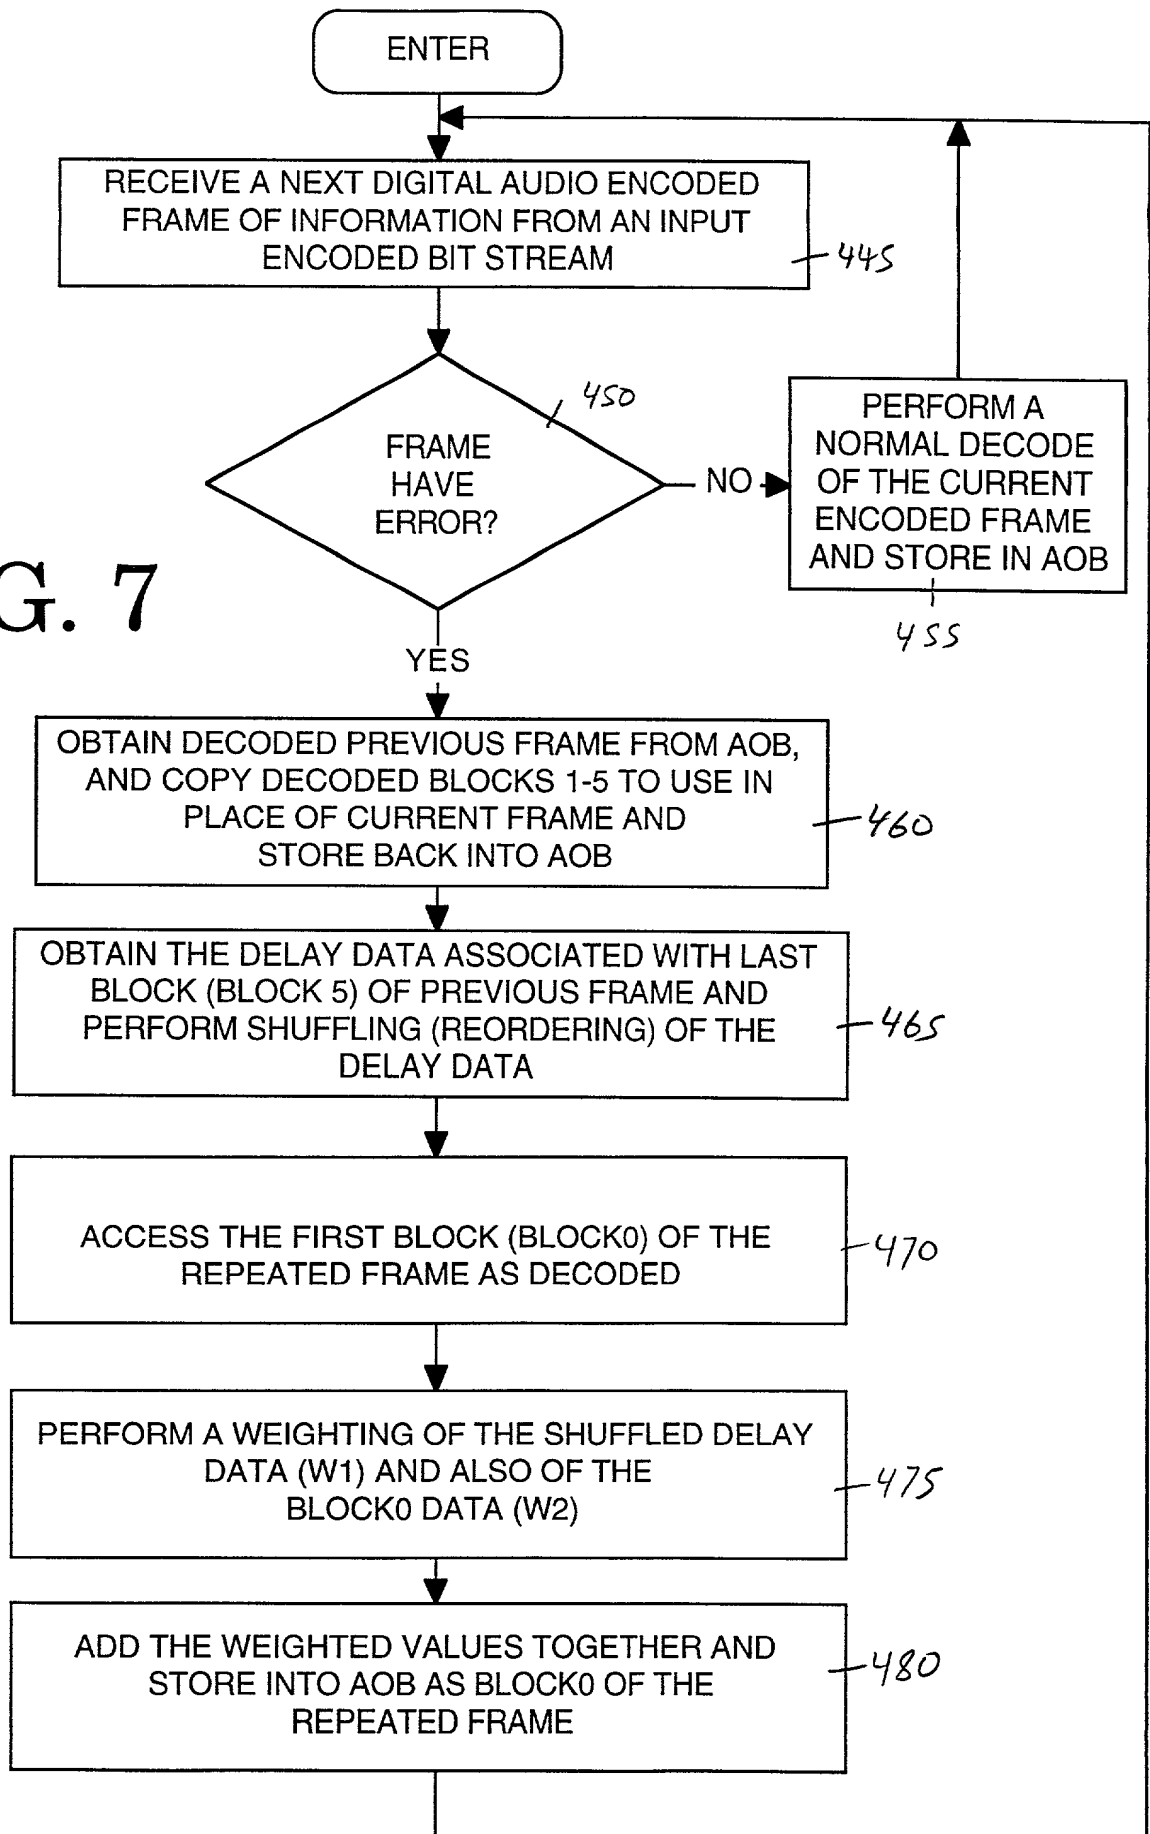 ENTER
RECEIVE A NEXT DIGITAL AUDIO ENCODED
FRAME OF INFORMATION FROM AN INPUT
ENCODED BIT STREAM
445
FRAME
HAVE
ERROR?
450
NO
PERFORM A
NORMAL DECODE
OF THE CURRENT
ENCODED FRAME
AND STORE IN AOB
455
G. 7
YES
OBTAIN DECODED PREVIOUS FRAME FROM AOB,
AND COPY DECODED BLOCKS 1-5 TO USE IN
PLACE OF CURRENT FRAME AND
STORE BACK INTO AOB
460
OBTAIN THE DELAY DATA ASSOCIATED WITH LAST
BLOCK (BLOCK 5) OF PREVIOUS FRAME AND
PERFORM SHUFFLING (REORDERING) OF THE
DELAY DATA
465
ACCESS THE FIRST BLOCK (BLOCK0) OF THE
REPEATED FRAME AS DECODED
470
PERFORM A WEIGHTING OF THE SHUFFLED DELAY
DATA (W1) AND ALSO OF THE
BLOCK0 DATA (W2)
475
ADD THE WEIGHTED VALUES TOGETHER AND
STORE INTO AOB AS BLOCK0 OF THE
REPEATED FRAME
480